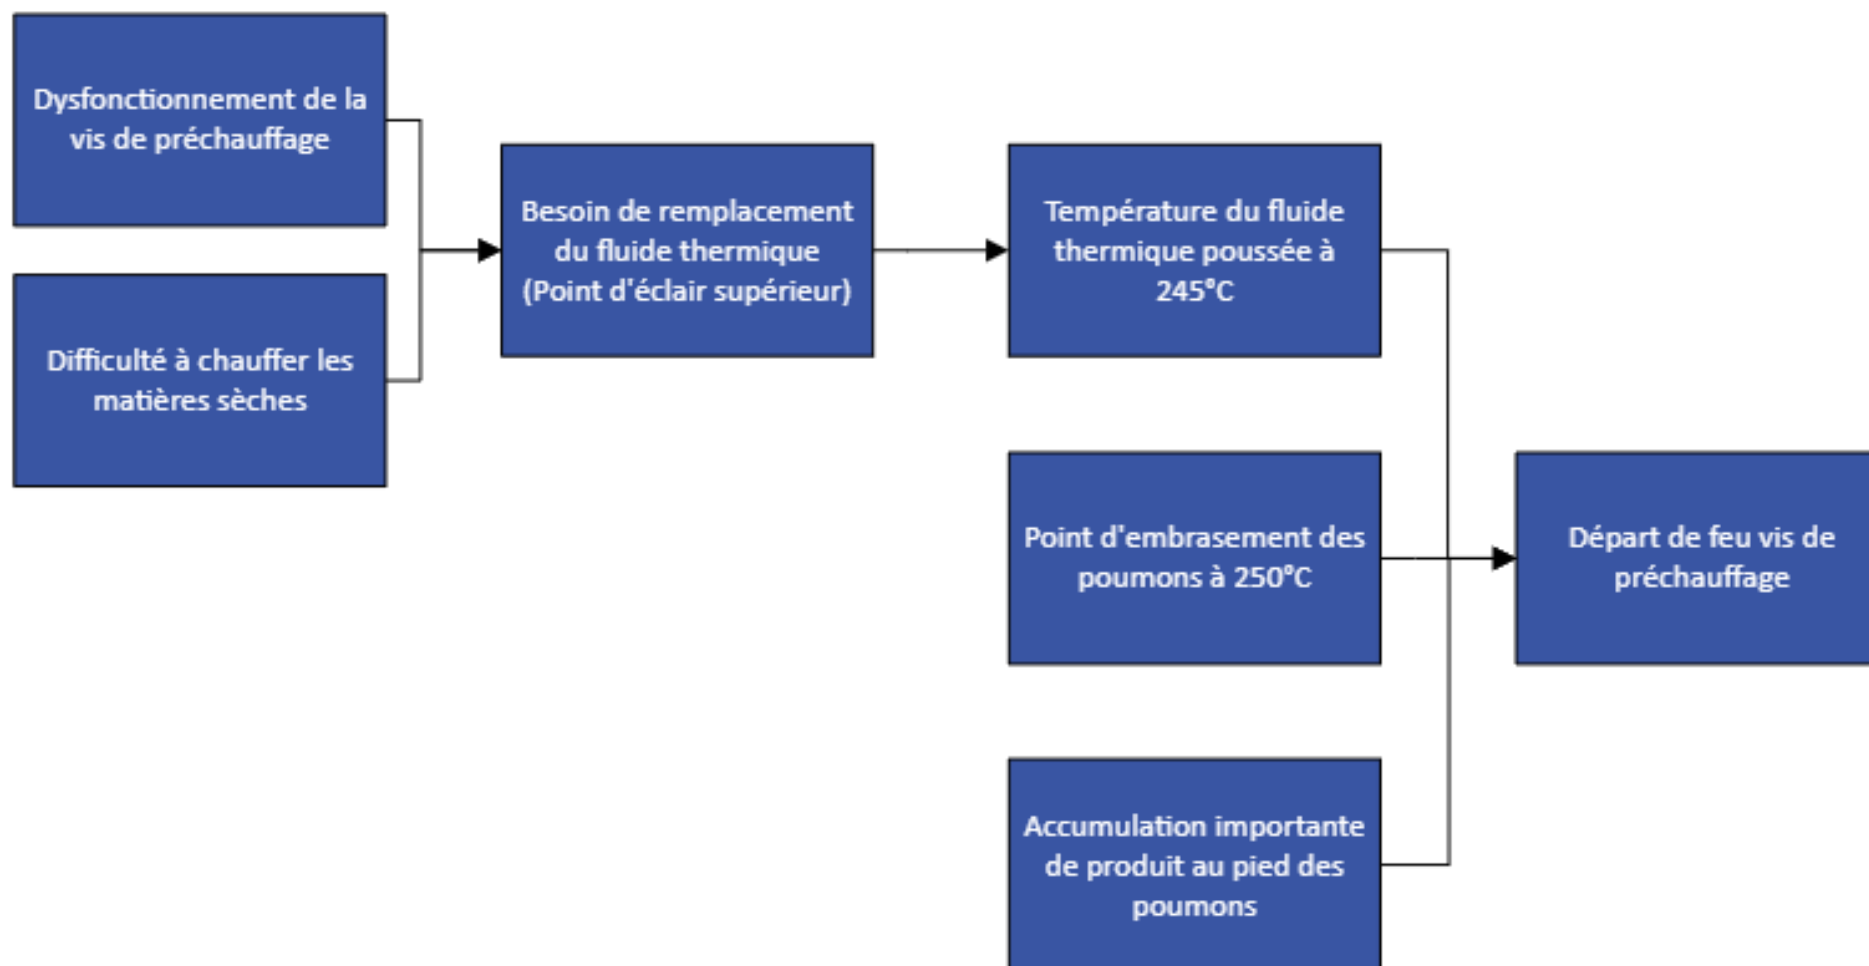 Dysfonctionnement de la
vis de préchauffage
Difficulté à chauffer les
matières sèches
Besoin de remplacement
du fluide thermique
(Point d'éclair supérieur)
Température du fluide
thermique poussée à
245°C
Point d'embrasement des
poumons à 250°C
Accumulation importante
de produit au pied des
poumons
Départ de feu vis de
préchauffage